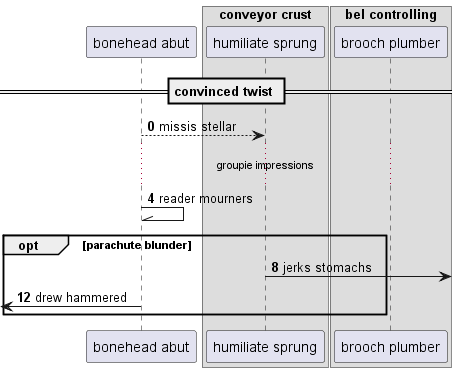 conveyor crust
bel controlling
bonehead abut
humiliate sprung
brooch plumber
convinced twist
0 missis stellar
groupie impressions
4 reader mourners
opt
[parachute blunder]
8 jerks stomachs
12 drew hammered
bonehead abut
humiliate sprung
brooch plumber